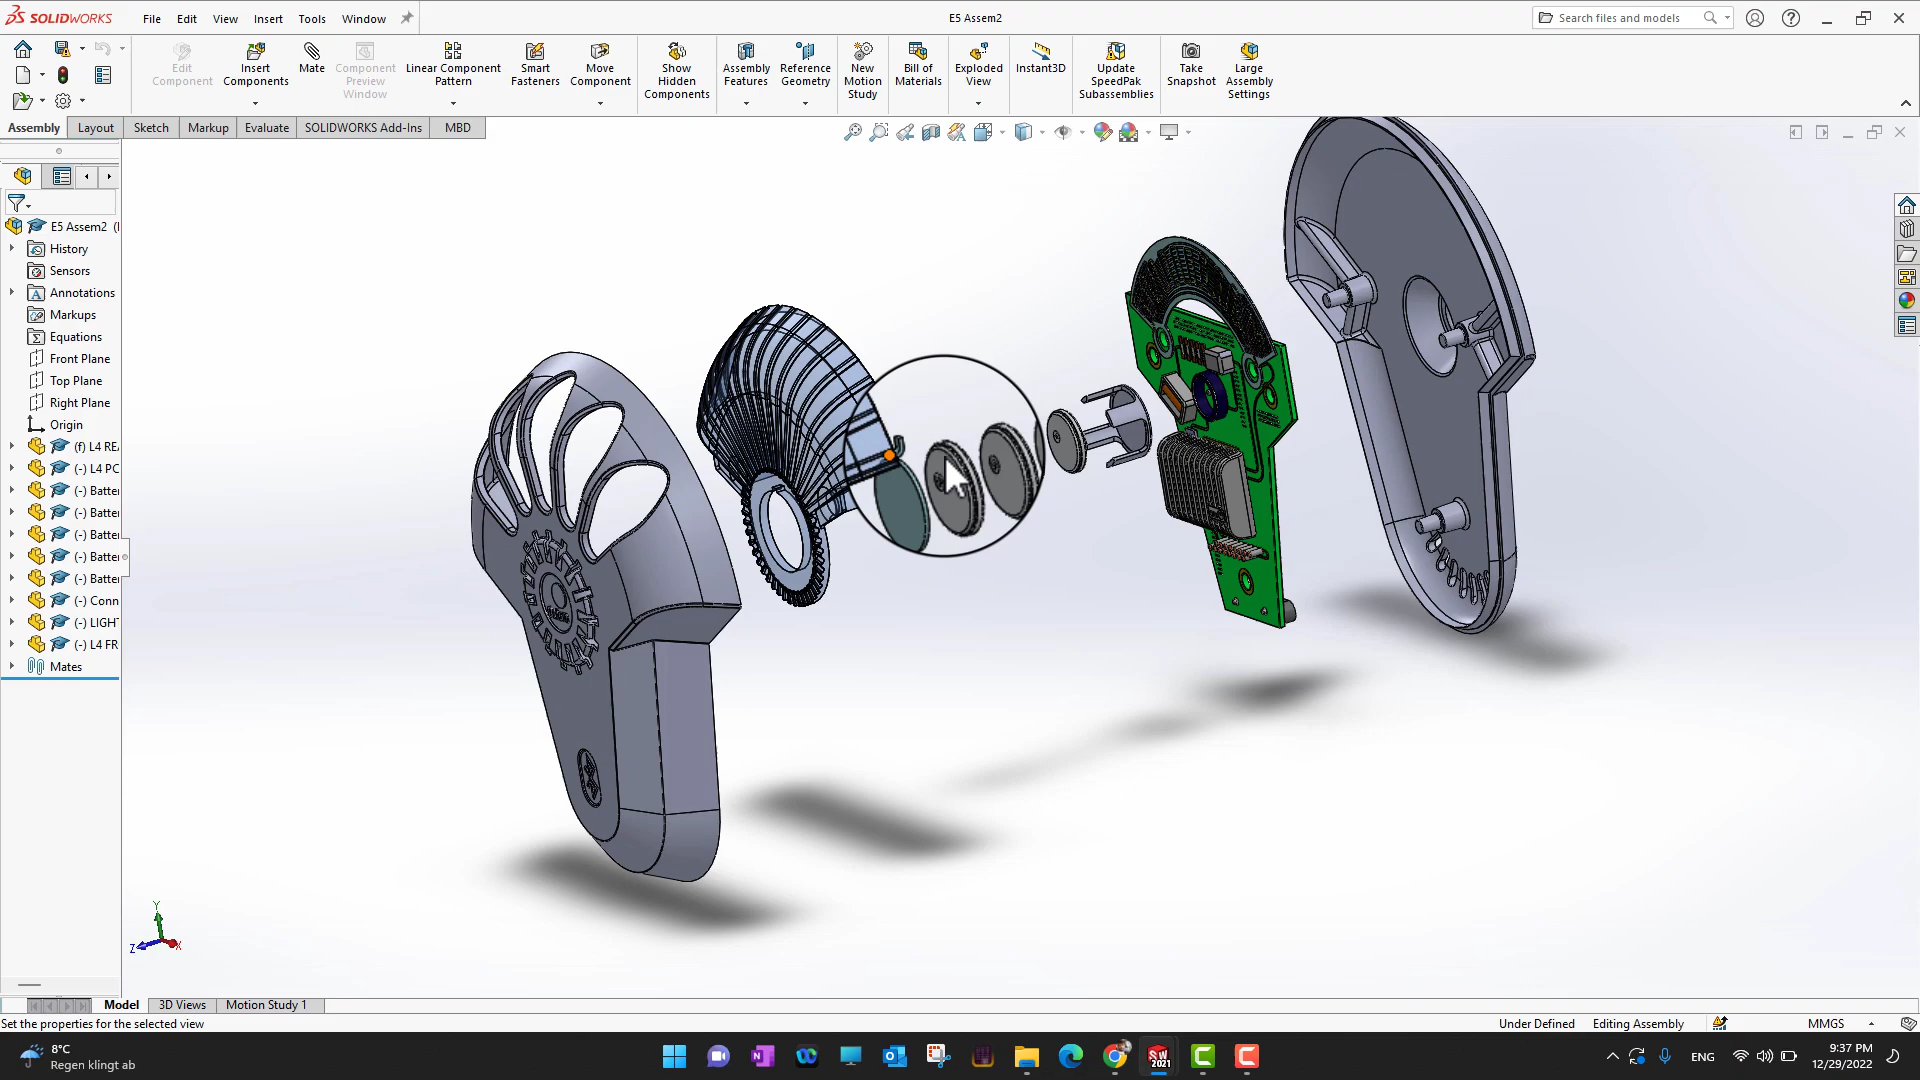 SOLIDWORKS File Edit View Insert Tools Window E5 Assem2 Search files and models
Edit Component
Insert Components
Mate
Component Preview Window
Linear Component Pattern
Smart Fasteners
Move Component
Show Hidden Components
Assembly Features
Reference Geometry
New Motion Study
Bill of Materials
Exploded View
Instant3D
Update SpeedPak Subassemblies
Take Snapshot
Large Assembly Settings
Assembly Layout Sketch Markup Evaluate SOLIDWORKS Add-Ins MBD
E5 Assem2 (
History
Sensors
Annotations
Markups
Equations
Front Plane
Top Plane
Right Plane
Origin
(f) L4 RE
(-) L4 PC
(-) Batte
(-) Batte
(-) Batte
(-) Batte
(-) Batte
(-) Conn
(-) LIGHT
(-) L4 FR
Mates
Y
Z X
Model 3D Views Motion Study 1
Set the properties for the selected view Under Defined Editing Assembly MMGS
8°C
Regen klingt ab
SW 2021
ENG
9:37 PM
12/29/2022